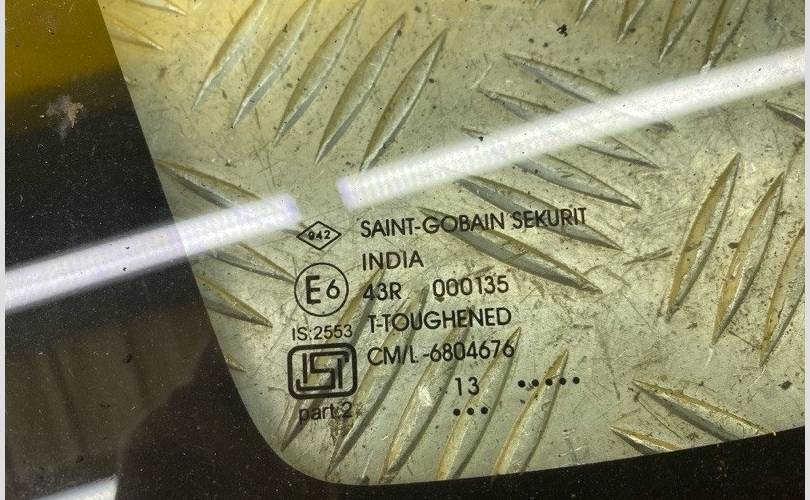 942
SAINT-GOBAIN SEKURIT
INDIA
E6
43R 000135
IS:2553
T-TOUGHENED
ISI
CM/L-6804676
13 •••••
•••
part 2